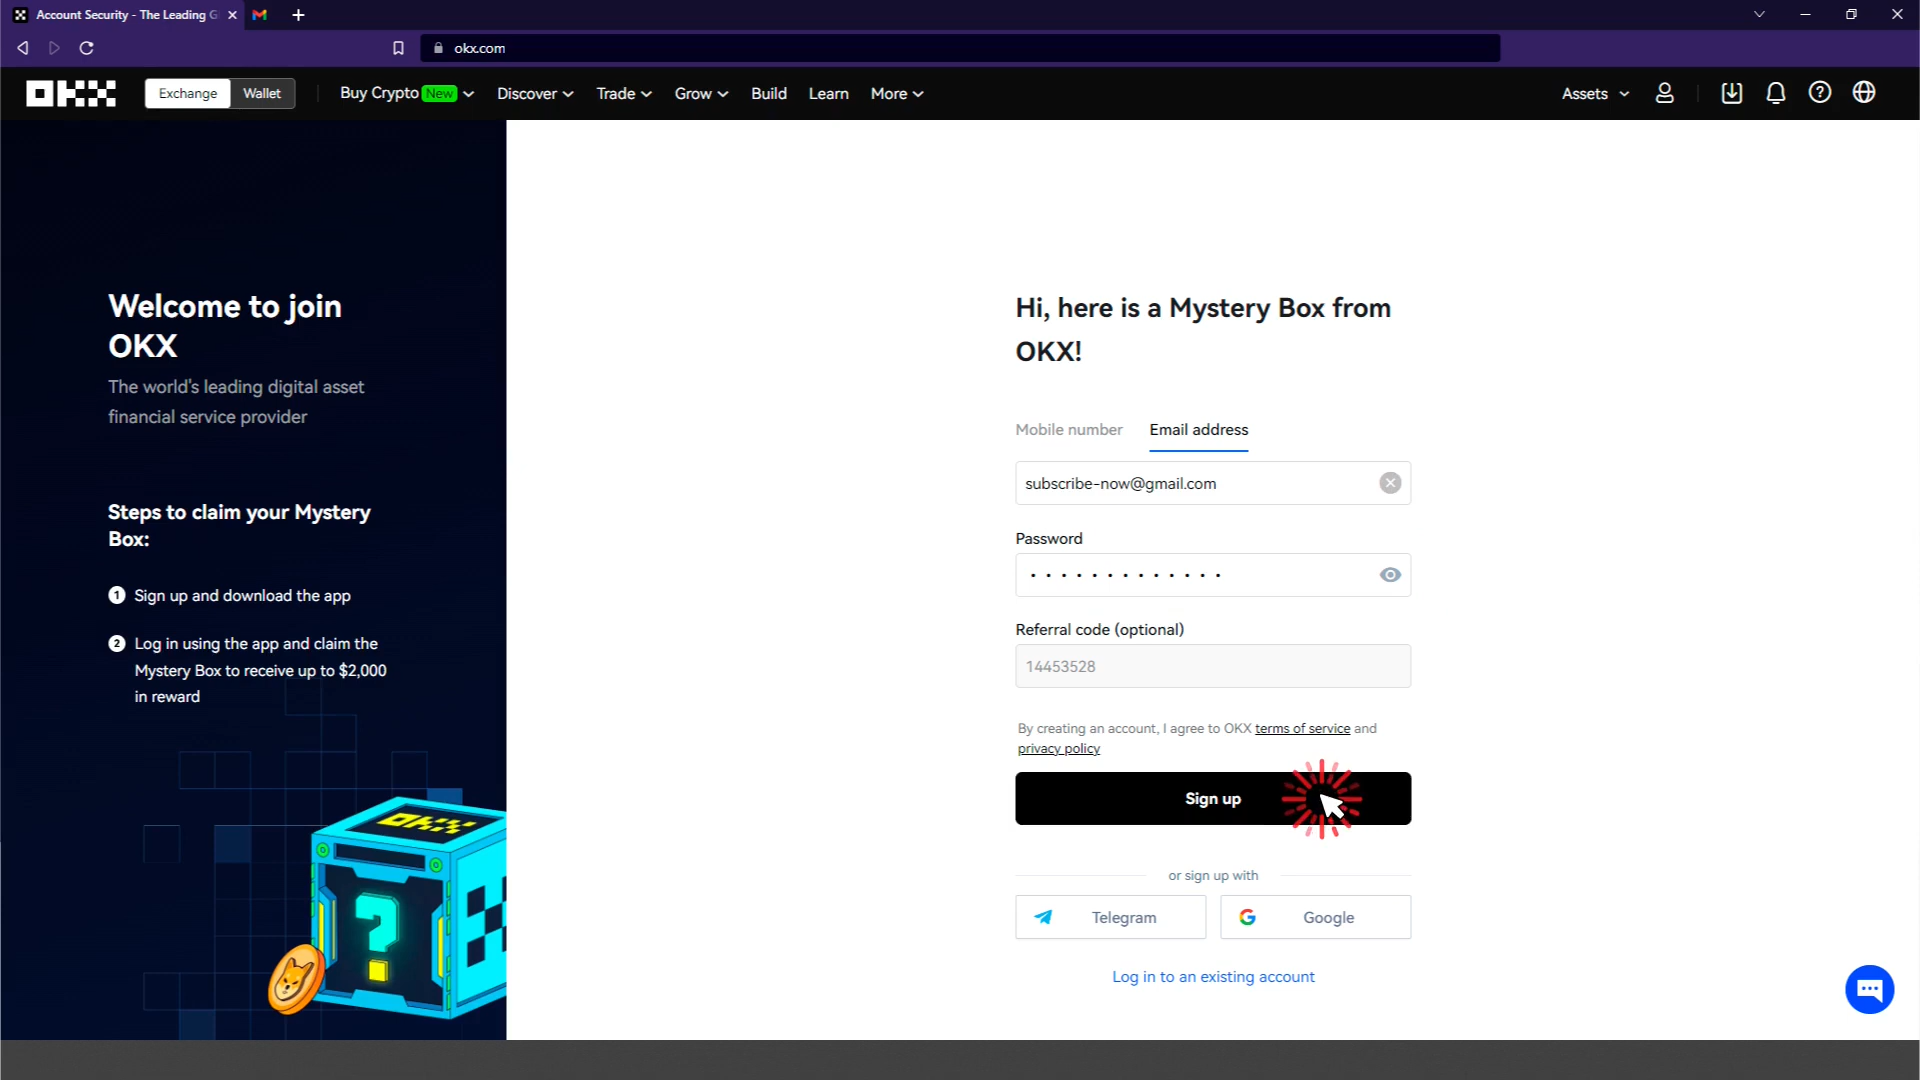 Account Security - The Leading G
okx.com
OKX
Exchange
Wallet
Buy Crypto New
Discover
Trade
Grow
Build
Learn
More
Assets
Welcome to join
OKX
The world's leading digital asset
financial service provider
Steps to claim your Mystery
Box:
1 Sign up and download the app
2 Log in using the app and claim the
Mystery Box to receive up to $2,000
in reward
OKX
?
Hi, here is a Mystery Box from
OKX!
Mobile number
Email address
subscribe-now@gmail.com
Password
• • • • • • • • • • • • •
Referral code (optional)
14453528
By creating an account, I agree to OKX terms of service and
privacy policy
Sign up
or sign up with
Telegram
Google
Log in to an existing account